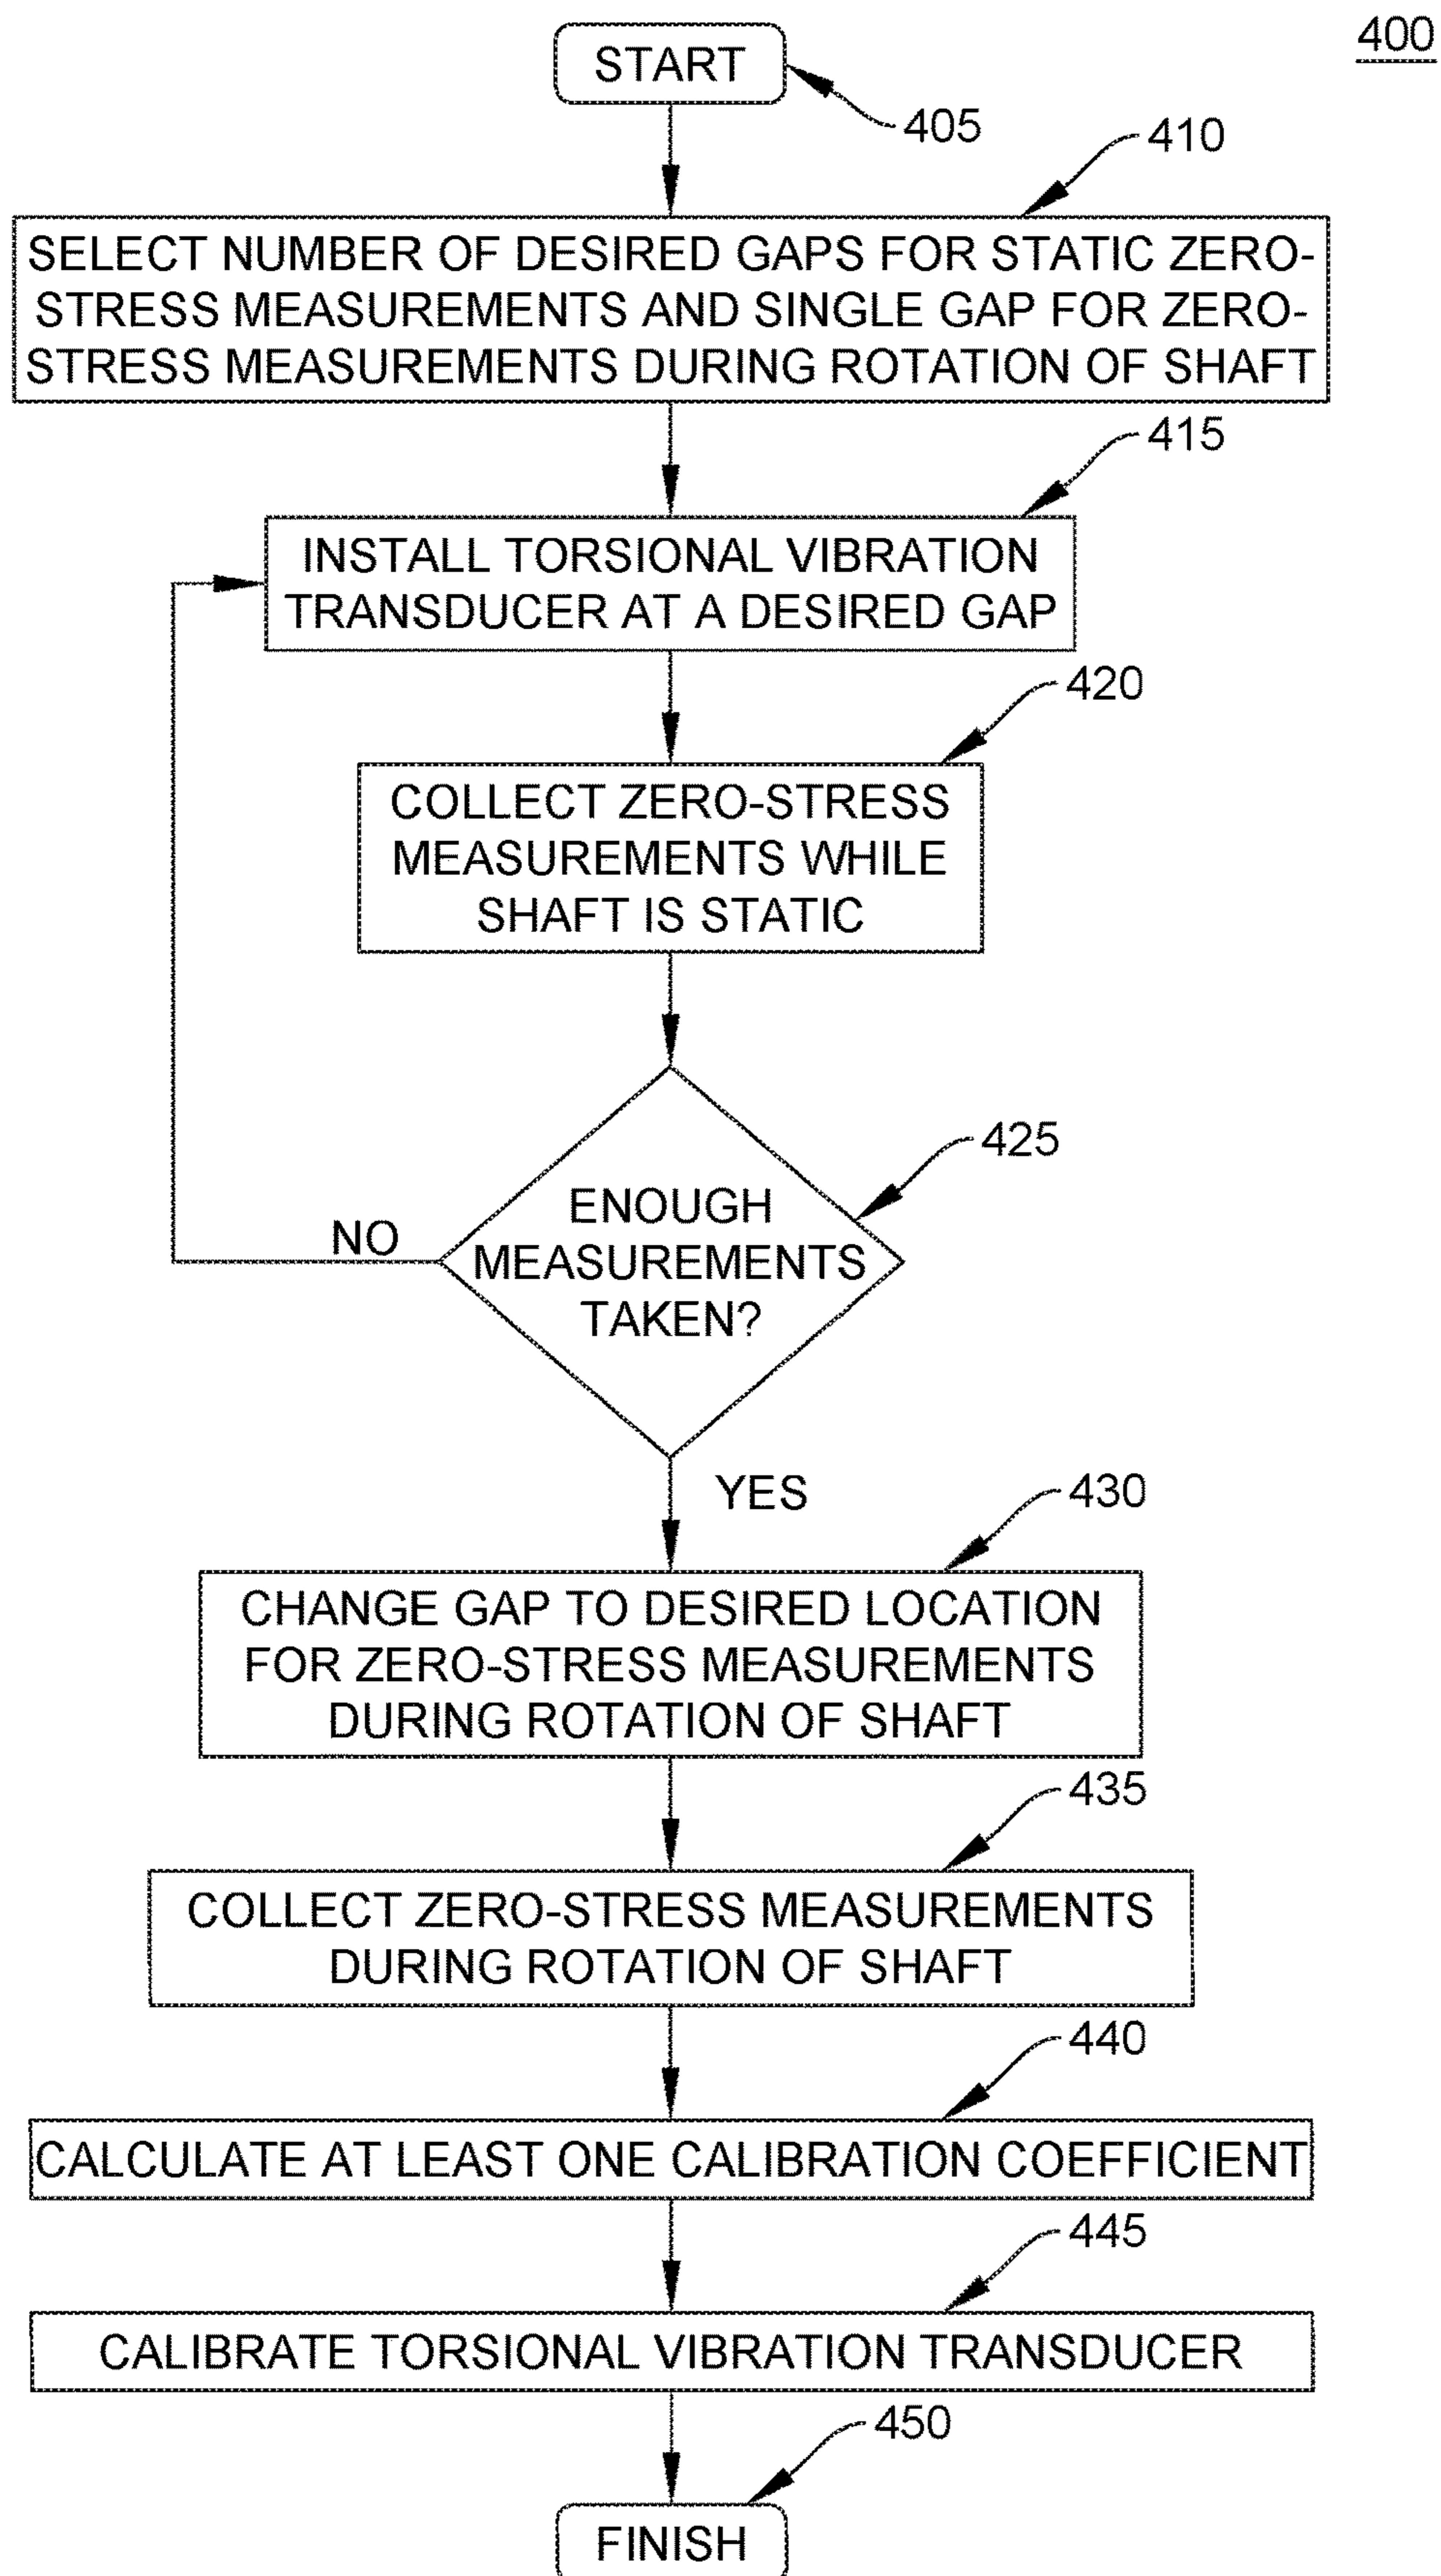 400
START
405
410
SELECT NUMBER OF DESIRED GAPS FOR STATIC ZERO-
STRESS MEASUREMENTS AND SINGLE GAP FOR ZERO-
STRESS MEASUREMENTS DURING ROTATION OF SHAFT
415
INSTALL TORSIONAL VIBRATION
TRANSDUCER AT A DESIRED GAP
420
COLLECT ZERO-STRESS
MEASUREMENTS WHILE
SHAFT IS STATIC
425
ENOUGH
MEASUREMENTS
TAKEN?
NO
YES
430
CHANGE GAP TO DESIRED LOCATION
FOR ZERO-STRESS MEASUREMENTS
DURING ROTATION OF SHAFT
435
COLLECT ZERO-STRESS MEASUREMENTS
DURING ROTATION OF SHAFT
440
CALCULATE AT LEAST ONE CALIBRATION COEFFICIENT
445
CALIBRATE TORSIONAL VIBRATION TRANSDUCER
450
FINISH